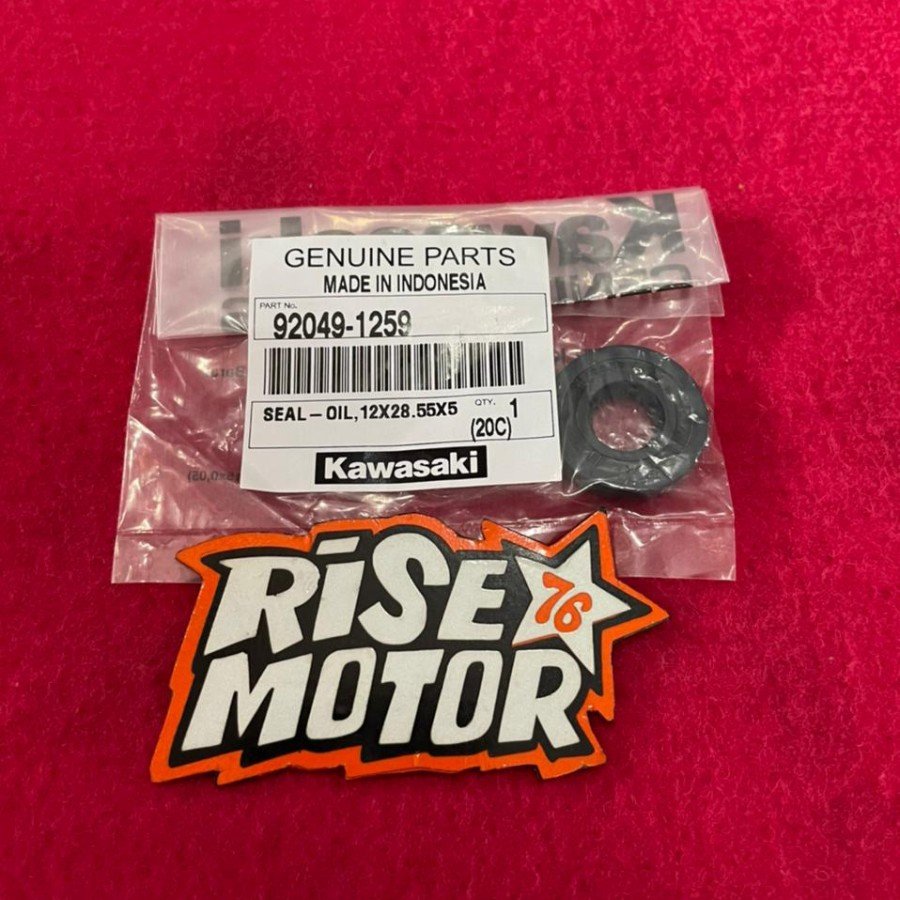 GENUINE PARTS
MADE IN INDONESIA
PART No.
92049-1259
SEAL-OIL,12X28.55X5
QTY. 1
(20C)
Kawasaki
RiSE
76
MOTOR